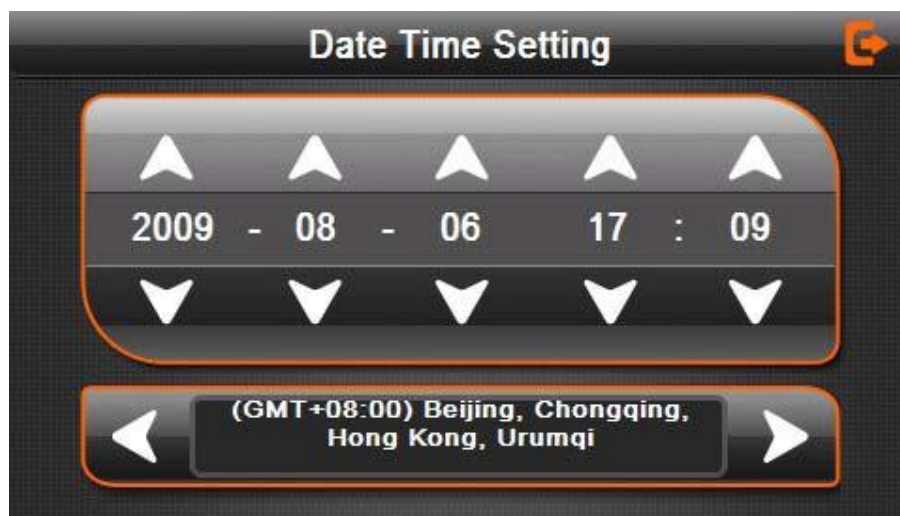 Date Time Setting
2009 - 08 - 06 17 : 09
(GMT+08:00) Beijing, Chongqing,
Hong Kong, Urumqi